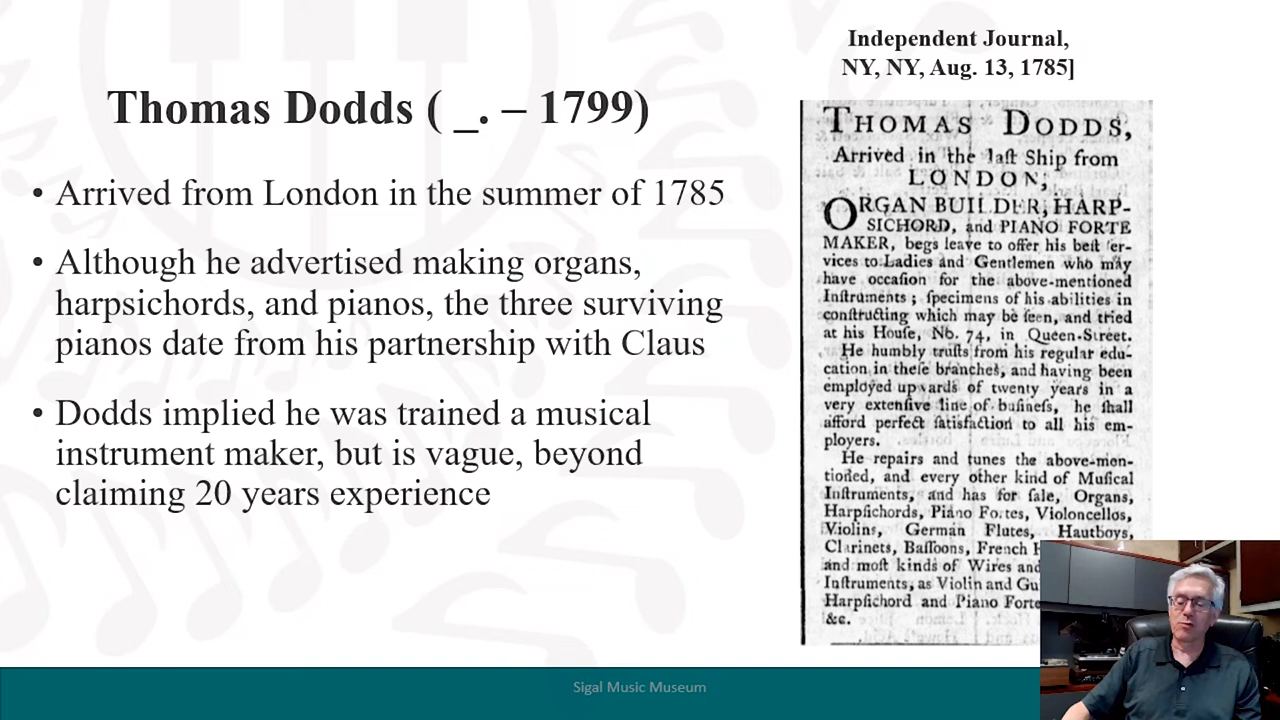 Thomas Dodds ( _. – 1799)
• Arrived from London in the summer of 1785
• Although he advertised making organs,
harpsichords, and pianos, the three surviving
pianos date from his partnership with Claus
• Dodds implied he was trained a musical
instrument maker, but is vague, beyond
claiming 20 years experience
Independent Journal,
NY, NY, Aug. 13, 1785]
THOMAS DODDS,
Arrived in the laſt Ship from
LONDON,
ORGAN BUILDER, HARP-
SICHORD, and PIANO FORTE
MAKER, begs leave to offer his beſt ſer-
vices to Ladies and Gentlemen who may
have occaſion for the above-mentioned
Inſtruments; ſpecimens of his abilities in
conſtructing which may be ſeen, and tried
at his Houſe, No. 74, in Queen-Street.
He humbly truſts from his regular edu-
cation in theſe branches, and having been
employed upwards of twenty years in a
very extenſive line of buſineſs, he ſhall
afford perfect ſatisfaction to all his em-
ployers.
He repairs and tunes the above-men-
tioned, and every other kind of Muſical
Inſtruments, and has for ſale, Organs,
Harpſichords, Piano Fortes, Violoncellos,
Violins, German Flutes, Hautboys,
Clarinets, Baſſoons, French
and moſt kinds of Wires and
Inſtruments, as Violin and
Harpſichord and Piano Forte
&c.
Sigal Music Museum